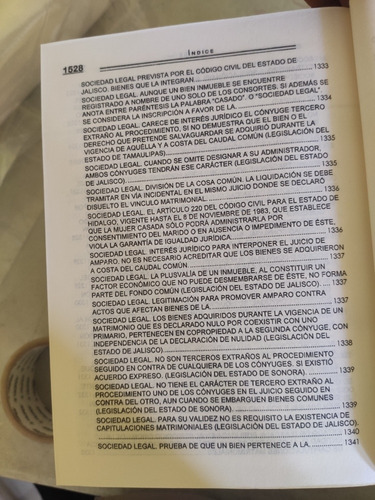 1528
ÍNDICE
SOCIEDAD LEGAL PREVISTA POR EL CÓDIGO CIVIL DEL ESTADO DE
JALISCO. BIENES QUE LA INTEGRAN ........ 1333
SOCIEDAD LEGAL. AUNQUE UN BIEN INMUEBLE SE ENCUENTRE
REGISTRADO A NOMBRE DE UNO SOLO DE LOS CONSORTES. SI ADEMÁS SE
ANOTA ENTRE PARÉNTESIS LA PALABRA "CASADO", O "SOCIEDAD LEGAL"
SE CONSIDERA LA INSCRIPCIÓN A FAVOR DE LA. ........ 1334
SOCIEDAD LEGAL. CARECE DE INTERÉS JURÍDICO EL CÓNYUGE TERCERO
EXTRAÑO AL PROCEDIMIENTO, SI NO DEMUESTRA QUE EL BIEN O EL
DERECHO QUE PRETENDE SALVAGUARDAR SE ADQUIRIÓ DURANTE LA
VIGENCIA DE AQUÉLLA Y A COSTA DEL CAUDAL COMÚN (LEGISLACIÓN DEL
ESTADO DE TAMAULIPAS). ........ 1334
SOCIEDAD LEGAL. CUANDO SE OMITE DESIGNAR A SU ADMINISTRADOR,
AMBOS CÓNYUGES TENDRÁN ESE CARÁCTER (LEGISLACIÓN DEL ESTADO
DE JALISCO) ........ 1335
SOCIEDAD LEGAL. DIVISIÓN DE LA COSA COMÚN. LA LIQUIDACIÓN SE DEBE
TRAMITAR EN VÍA INCIDENTAL EN EL MISMO JUICIO DONDE SE DECLARÓ
DISUELTO EL VINCULO MATRIMONIAL. ........ 1335
SOCIEDAD LEGAL. EL ARTÍCULO 220 DEL CÓDIGO CIVIL PARA EL ESTADO DE
HIDALGO, VIGENTE HASTA EL 8 DE NOVIEMBRE DE 1983, QUE ESTABLECE
QUE LA MUJER CASADA SÓLO PODRÁ ADMINISTRARLA POR
CONSENTIMIENTO DEL MARIDO O EN AUSENCIA O IMPEDIMENTO DE ÉSTE,
VIOLA LA GARANTÍA DE IGUALDAD JURÍDICA. ........ 1336
SOCIEDAD LEGAL. INTERÉS JURÍDICO PARA INTERPONER EL JUICIO DE
AMPARO, NO ES NECESARIO ACREDITAR QUE LOS BIENES SE ADQUIRIERON
A COSTA DEL CAUDAL COMÚN. ........ 1337
SOCIEDAD LEGAL. LA PLUSVALÍA DE UN INMUEBLE, AL CONSTITUIR UN
FACTOR ECONÓMICO QUE NO PUEDE DESMEMBRARSE DE ÉSTE, NO FORMA
PARTE DEL FONDO COMÚN (LEGISLACIÓN DEL ESTADO DE JALISCO) ..... 1337
SOCIEDAD LEGAL. LEGITIMACIÓN PARA PROMOVER AMPARO CONTRA
ACTOS QUE AFECTAN BIENES DE LA ........ 1337
SOCIEDAD LEGAL. LOS BIENES ADQUIRIDOS DURANTE LA VIGENCIA DE UN
MATRIMONIO QUE ES DECLARADO NULO POR COEXISTIR CON UNO
PRIMARIO, PERTENECEN EN COPROPIEDAD A LA SEGUNDA CÓNYUGE, CON
INDEPENDENCIA DE LA DECLARACIÓN DE NULIDAD (LEGISLACIÓN DEL
ESTADO DE JALISCO). ........ 1338
SOCIEDAD LEGAL. NO SON TERCEROS EXTRAÑOS AL PROCEDIMIENTO
SEGUIDO EN CONTRA DE CUALQUIERA DE LOS CÓNYUGES. SI EXISTIÓ
ACUERDO EXPRESO. (LEGISLACIÓN DEL ESTADO DE SONORA). ........ 1339
SOCIEDAD LEGAL. NO TIENE EL CARÁCTER DE TERCERO EXTRAÑO AL
PROCEDIMIENTO UNO DE LOS CÓNYUGES EN EL JUICIO SEGUIDO EN
CONTRA DEL OTRO, AUN CUANDO SE EMBARGUEN BIENES COMUNES
(LEGISLACIÓN DEL ESTADO DE SONORA). ........ 1339
SOCIEDAD LEGAL. PARA SU VALIDEZ NO ES REQUISITO LA EXISTENCIA DE
CAPITULACIONES MATRIMONIALES (LEGISLACIÓN DEL ESTADO DE JALISCO).
........ 1340
SOCIEDAD LEGAL. PRUEBA DE QUE UN BIEN PERTENECE A LA. ........ 1341